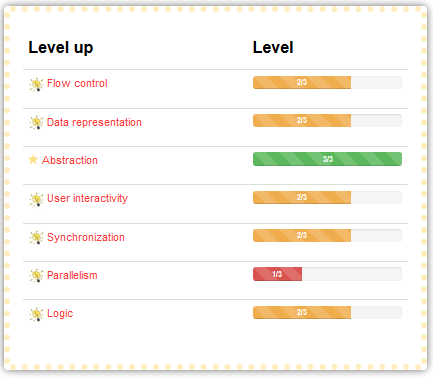 Level up Level
Flow control 2/3
Data representation 2/3
Abstraction 3/3
User interactivity 2/3
Synchronization 2/3
Parallelism 1/3
Logic 2/3